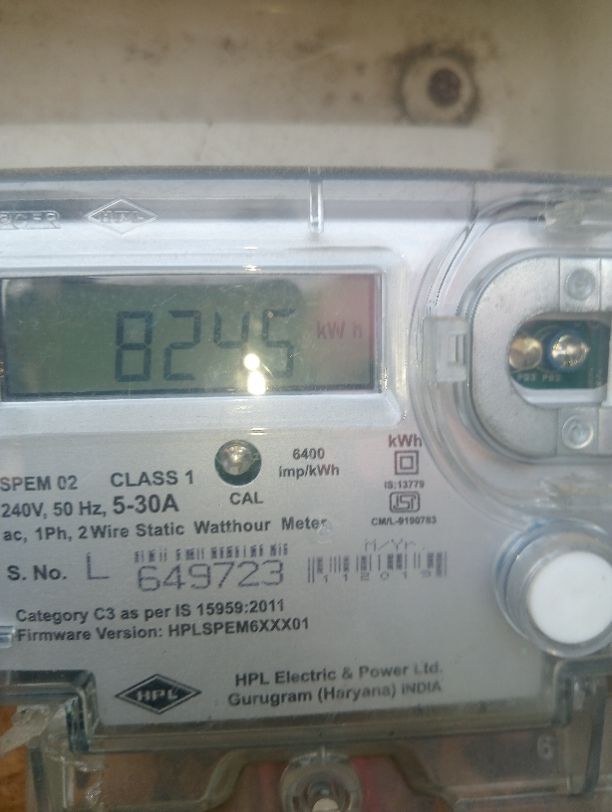 HPL
8245 kWh
SPEM 02 CLASS 1
6400 imp/kWh
kWh
IS:13779
CM/L-9190783
240V, 50 Hz, 5-30A
CAL
ac, 1Ph, 2 Wire Static Watthour Meter
M/Yr.
S. No. L 649723 112019
Category C3 as per IS 15959:2011
Firmware Version: HPLSPEM6XXX01
HPL
HPL Electric & Power Ltd.
Gurugram (Haryana) INDIA